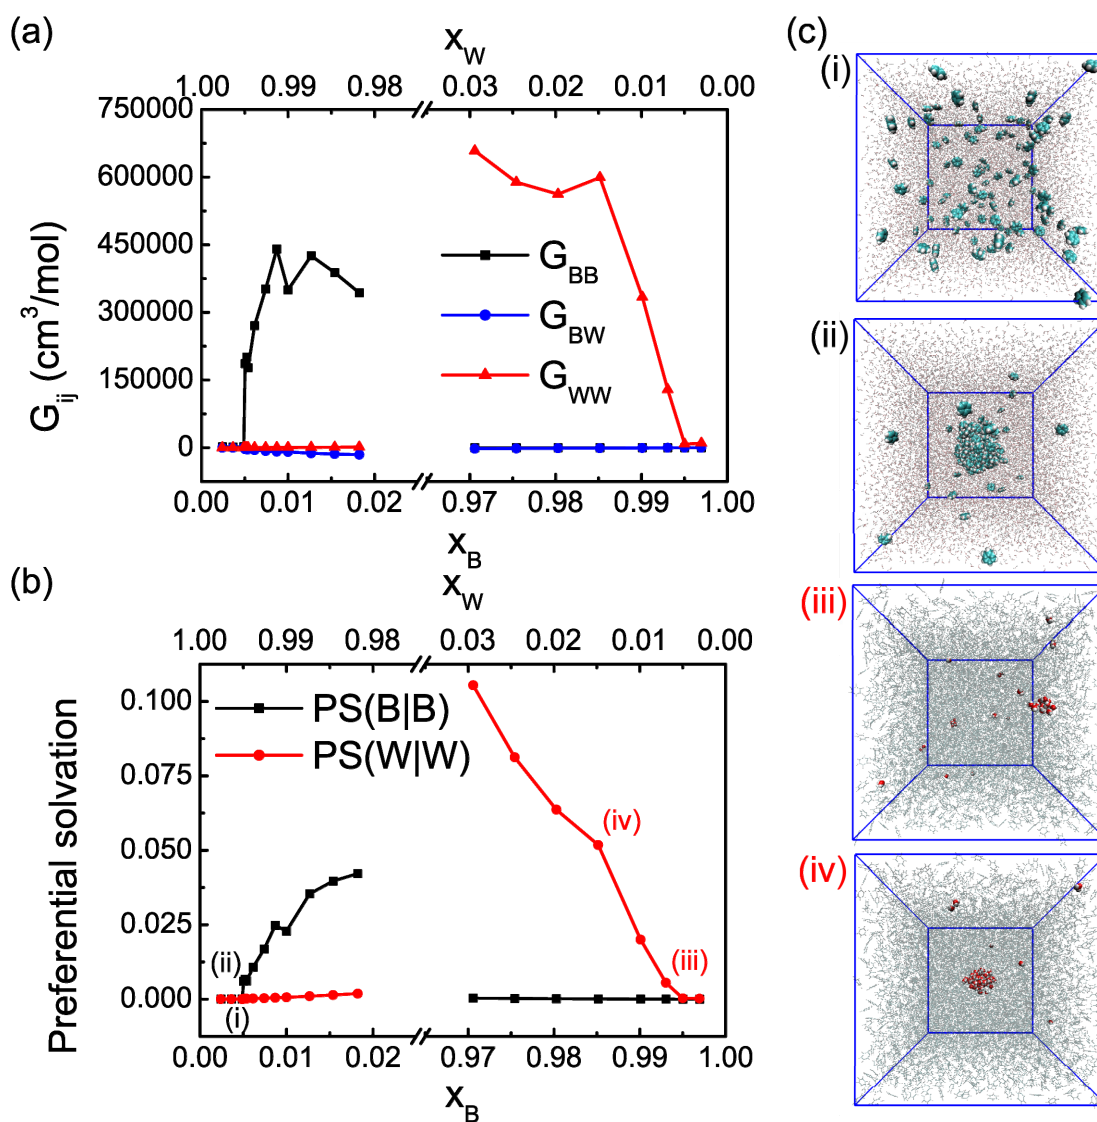 (a)
x_W
1.00 0.99 0.98 0.03 0.02 0.01 0.00
G_ij (cm^3/mol)
750000
600000
450000
300000
150000
0
G_BB
G_BW
G_WW
0.00 0.01 0.02 0.97 0.98 0.99 1.00
x_B
(b)
x_W
1.00 0.99 0.98 0.03 0.02 0.01 0.00
Preferential solvation
0.100
0.075
0.050
0.025
0.000
PS(B|B)
PS(W|W)
(iv)
(ii)
(iii)
(i)
0.00 0.01 0.02 0.97 0.98 0.99 1.00
x_B
(c)
(i)
(ii)
(iii)
(iv)